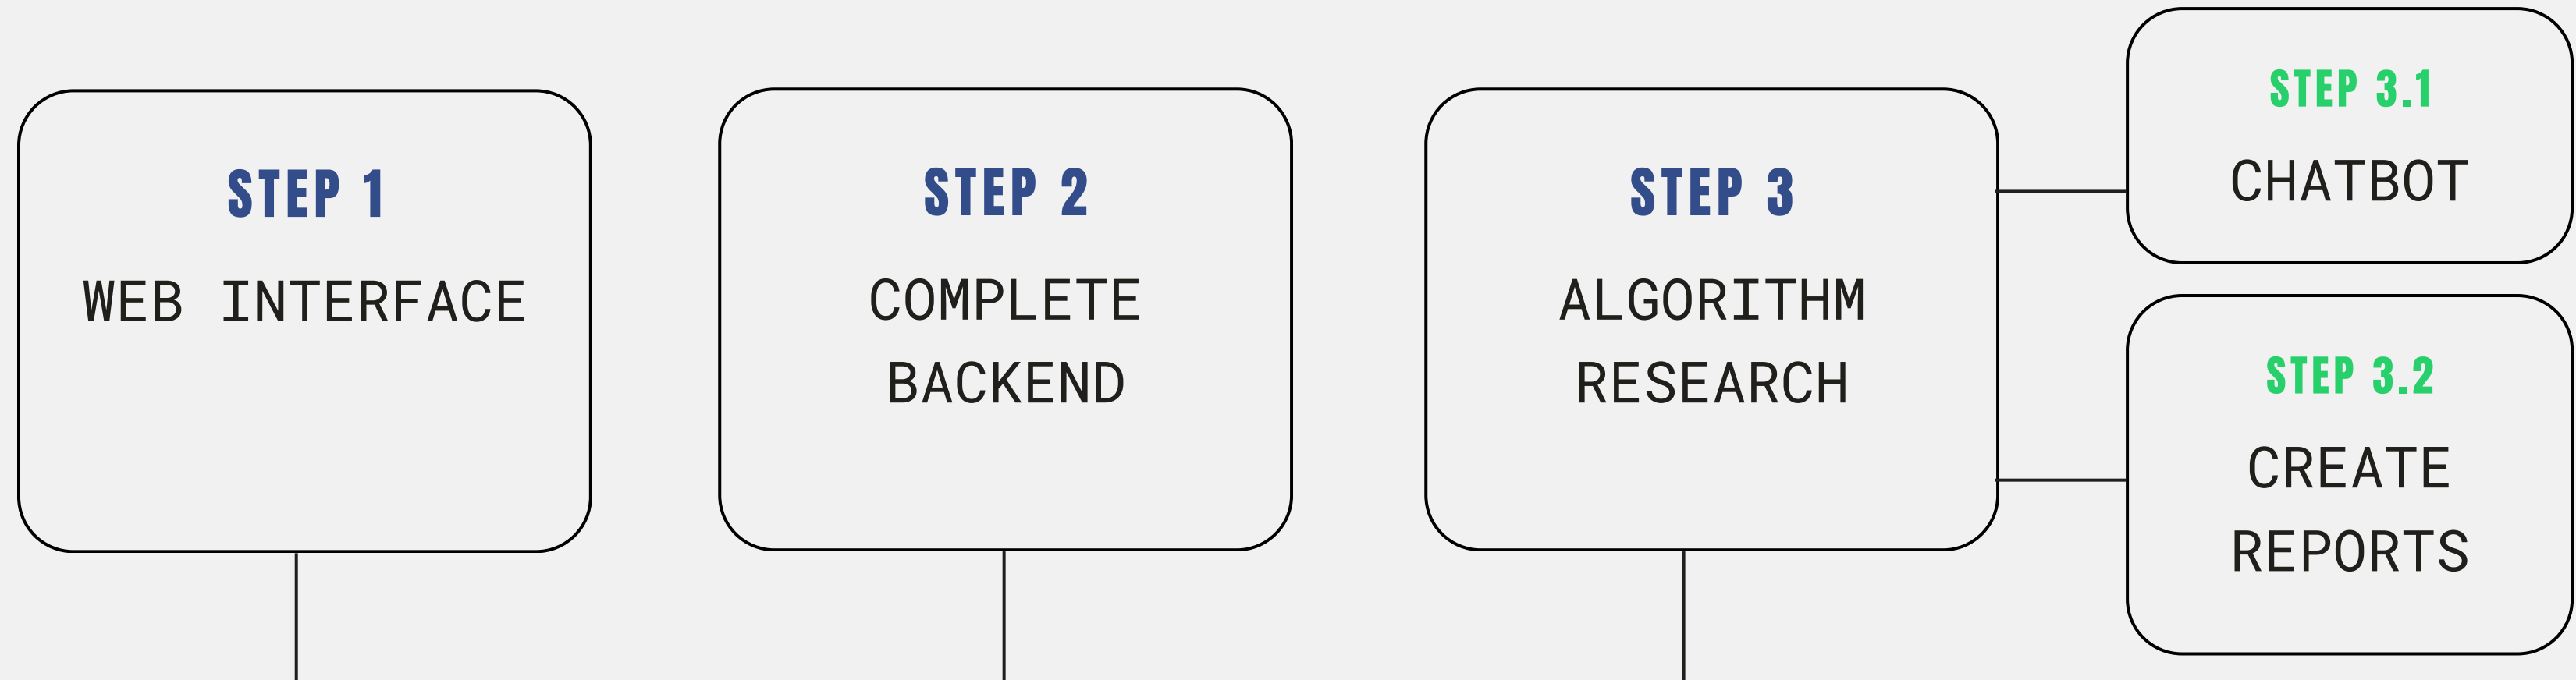 STEP 1
WEB INTERFACE
STEP 2
COMPLETE
BACKEND
STEP 3
ALGORITHM
RESEARCH
STEP 3.1
CHATBOT
STEP 3.2
CREATE
REPORTS